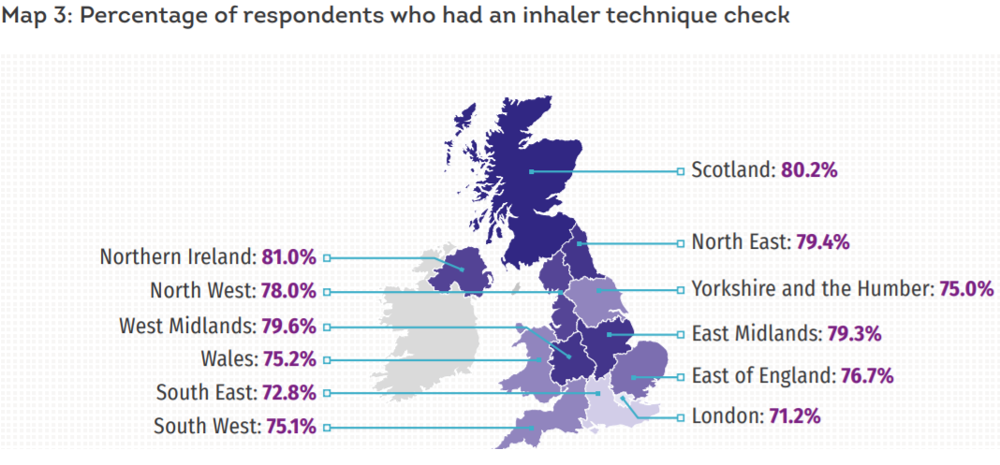 Map 3: Percentage of respondents who had an inhaler technique check
Scotland: 80.2%
North East: 79.4%
Northern Ireland: 81.0%
North West: 78.0%
Yorkshire and the Humber: 75.0%
West Midlands: 79.6%
East Midlands: 79.3%
Wales: 75.2%
East of England: 76.7%
South East: 72.8%
London: 71.2%
South West: 75.1%